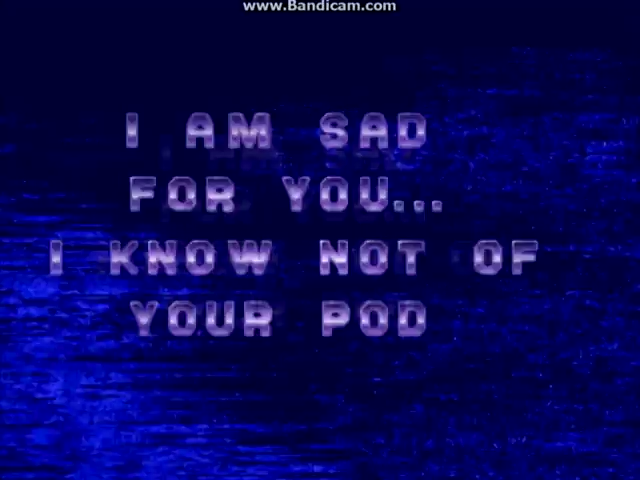 www.Bandicam.com
I AM SAD
FOR YOU...
I KNOW NOT OF
YOUR POD